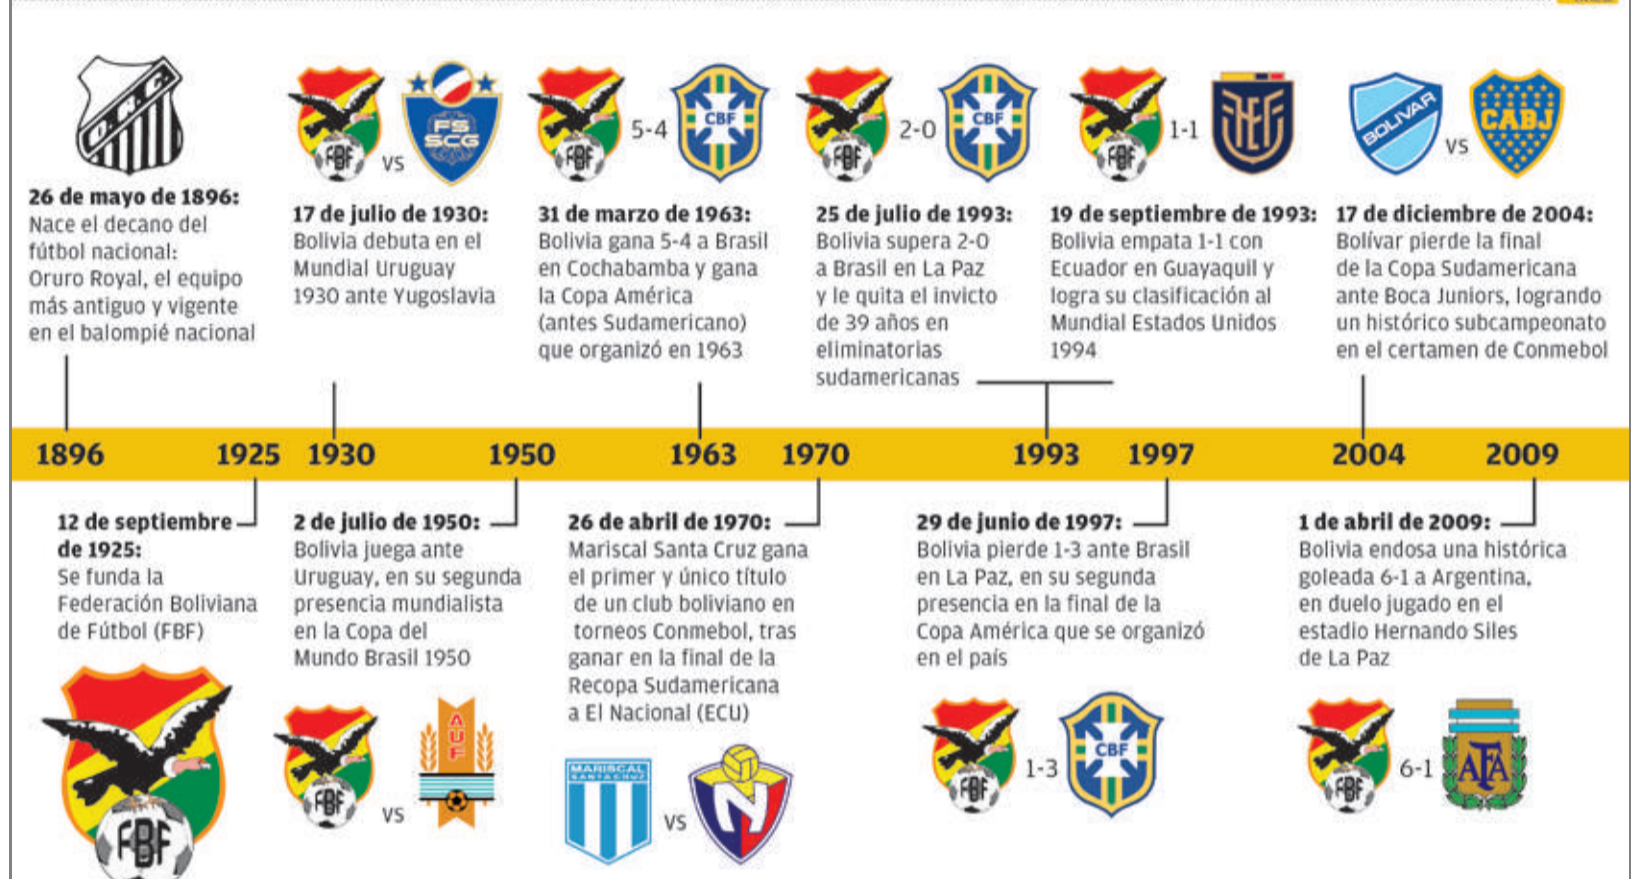 O.R.C.
26 de mayo de 1896:
Nace el decano del
fútbol nacional:
Oruro Royal, el equipo
más antiguo y vigente
en el balompié nacional
FBF
vs
FS
SCG
17 de julio de 1930:
Bolivia debuta en el
Mundial Uruguay
1930 ante Yugoslavia
FBF
5-4
CBF
31 de marzo de 1963:
Bolivia gana 5-4 a Brasil
en Cochabamba y gana
la Copa América
(antes Sudamericano)
que organizó en 1963
FBF
2-0
CBF
25 de julio de 1993:
Bolivia supera 2-0
a Brasil en La Paz
y le quita el invicto
de 39 años en
eliminatorias
sudamericanas
FBF
1-1
FEF
19 de septiembre de 1993:
Bolivia empata 1-1 con
Ecuador en Guayaquil y
logra su clasificación al
Mundial Estados Unidos
1994
BOLIVAR
vs
CABJ
17 de diciembre de 2004:
Bolívar pierde la final
de la Copa Sudamericana
ante Boca Juniors, logrando
un histórico subcampeonato
en el certamen de Conmebol
1896 1925 1930 1950 1963 1970 1993 1997 2004 2009
12 de septiembre
de 1925:
Se funda la
Federación Boliviana
de Fútbol (FBF)
FBF
2 de julio de 1950:
Bolivia juega ante
Uruguay, en su segunda
presencia mundialista
en la Copa del
Mundo Brasil 1950
FBF
vs
AUF
26 de abril de 1970:
Mariscal Santa Cruz gana
el primer y único título
de un club boliviano en
torneos Conmebol, tras
ganar en la final de la
Recopa Sudamericana
a El Nacional (ECU)
MARISCAL
SANTA CRUZ
vs
N
29 de junio de 1997:
Bolivia pierde 1-3 ante Brasil
en La Paz, en su segunda
presencia en la final de la
Copa América que se organizó
en el país
FBF
1-3
CBF
1 de abril de 2009:
Bolivia endosa una histórica
goleada 6-1 a Argentina,
en duelo jugado en el
estadio Hernando Siles
de La Paz
FBF
6-1
AFA